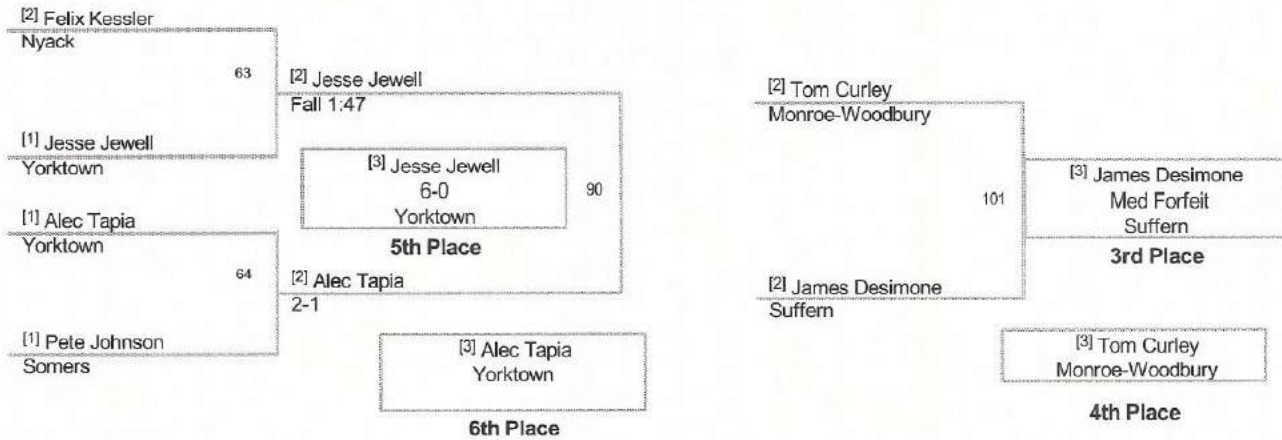 [2] Felix Kessler
Nyack
63
[2] Jesse Jewell
Fall 1:47
[1] Jesse Jewell
Yorktown
[3] Jesse Jewell
6-0
Yorktown
5th Place
90
[1] Alec Tapia
Yorktown
64
[2] Alec Tapia
2-1
[1] Pete Johnson
Somers
[3] Alec Tapia
Yorktown
6th Place
[2] Tom Curley
Monroe-Woodbury
101
[3] James Desimone
Med Forfeit
Suffern
3rd Place
[2] James Desimone
Suffern
[3] Tom Curley
Monroe-Woodbury
4th Place